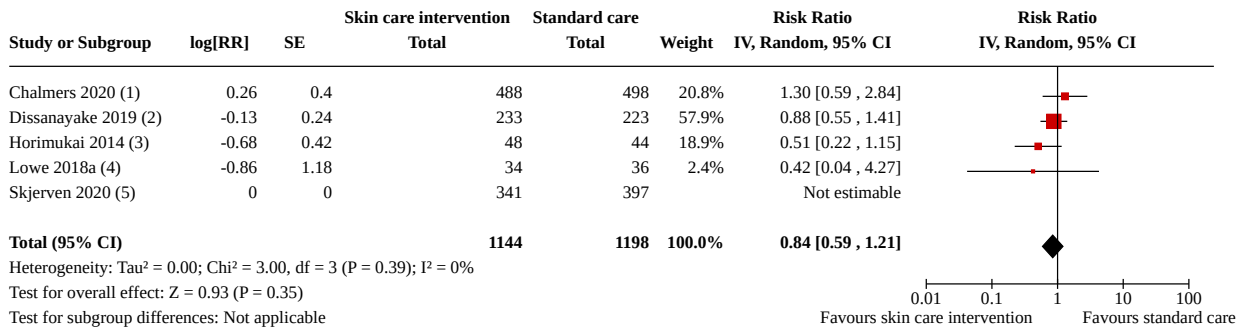 Skin care intervention Standard care Risk Ratio Risk Ratio
Study or Subgroup log[RR] SE Total Total Weight IV, Random, 95% CI IV, Random, 95% CI
Chalmers 2020 (1) 0.26 0.4 488 498 20.8% 1.30 [0.59 , 2.84]
Dissanayake 2019 (2) -0.13 0.24 233 223 57.9% 0.88 [0.55 , 1.41]
Horimukai 2014 (3) -0.68 0.42 48 44 18.9% 0.51 [0.22 , 1.15]
Lowe 2018a (4) -0.86 1.18 34 36 2.4% 0.42 [0.04 , 4.27]
Skjerven 2020 (5) 0 0 341 397 Not estimable
Total (95% CI) 1144 1198 100.0% 0.84 [0.59 , 1.21]
Heterogeneity: Tau² = 0.00; Chi² = 3.00, df = 3 (P = 0.39); I² = 0%
Test for overall effect: Z = 0.93 (P = 0.35)
0.01 0.1 1 10 100
Test for subgroup differences: Not applicable Favours skin care intervention Favours standard care